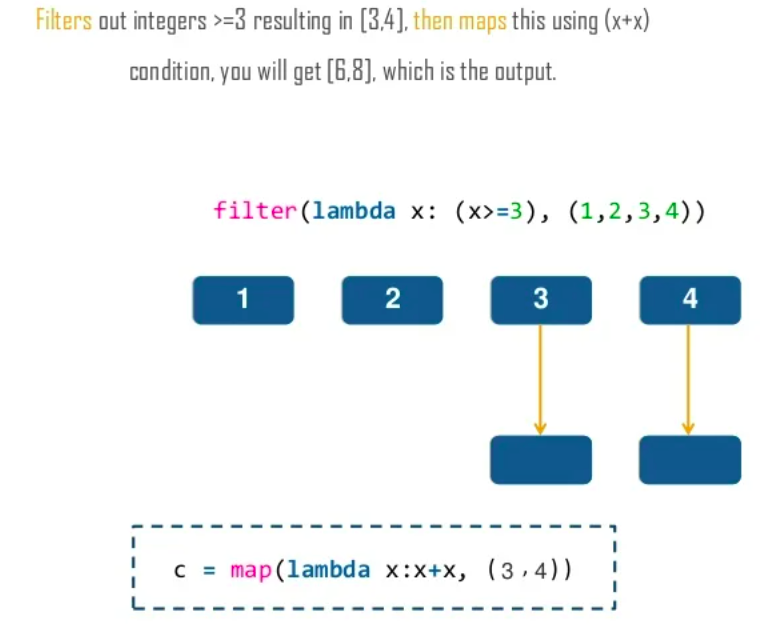 Filters out integers >=3 resulting in [3,4], then maps this using (x+x)
condition, you will get [6,8], which is the output.
filter(lambda x: (x>=3), (1,2,3,4))
1 2 3 4
c = map(lambda x:x+x, (3,4))